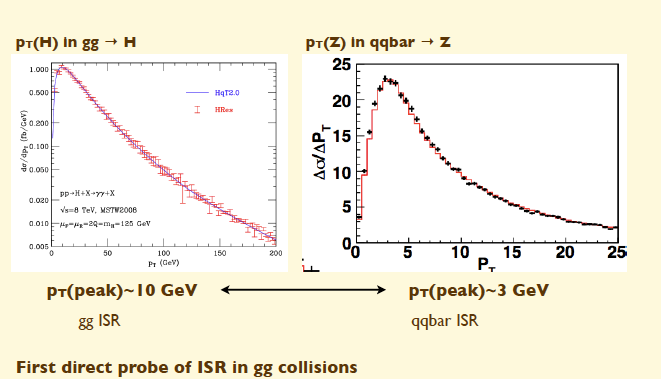 pT(H) in gg → H
pT(Z) in qqbar → Z
1.000
0.500
0.200
0.100
0.050
0.020
0.010
0.005
dσ/dpT (fb/GeV)
HqT2.0
HRes
pp→H+X→γγ+X
√s=8 TeV, MSTW2008
μF=μR=2Q=mH=125 GeV
0
50
100
150
200
pT (GeV)
25
20
15
10
5
0
Δσ/ΔPT
0
5
10
15
20
25
PT
pT(peak)~10 GeV
pT(peak)~3 GeV
gg ISR
qqbar ISR
First direct probe of ISR in gg collisions